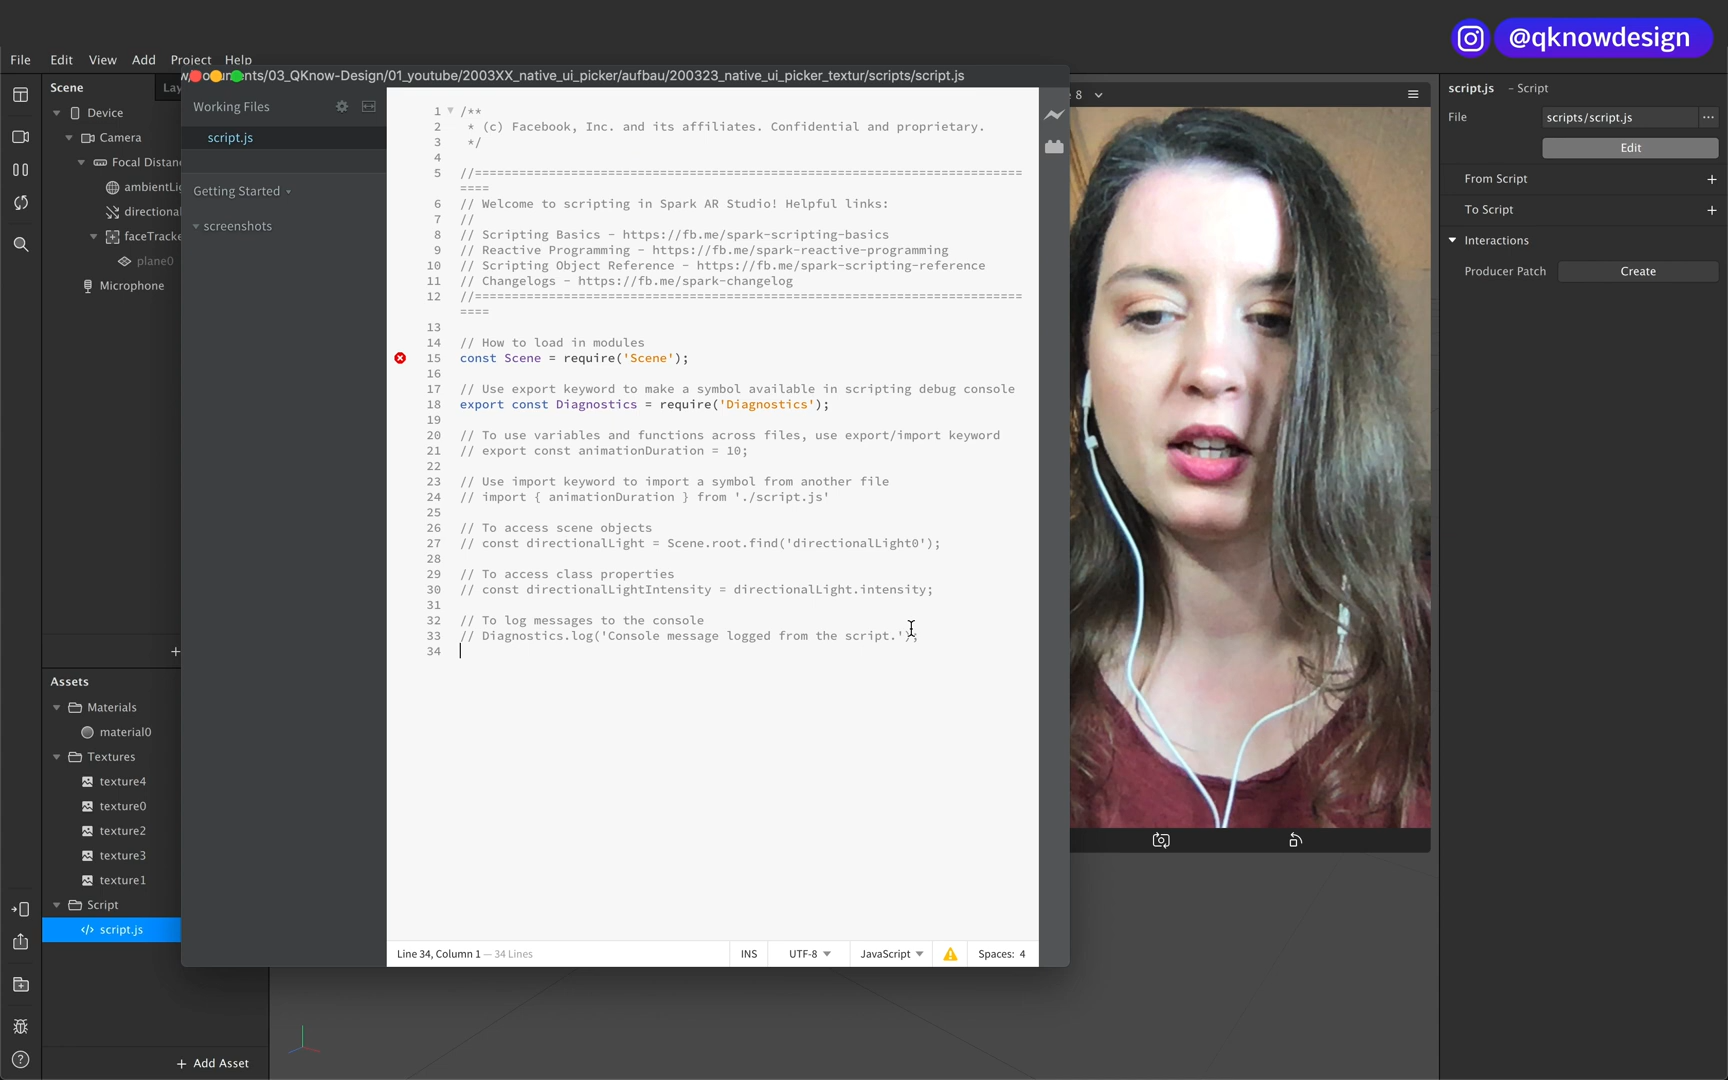 @qknowdesign
File Edit View Add Project Help
Scene
Device
Camera
Focal Distan
ambientLi
directional
faceTracke
plane0
Microphone
Assets
Materials
material0
Textures
texture4
texture0
texture2
texture3
texture1
Script
script.js
+ Add Asset
ents/03_QKnow-Design/01_youtube/2003XX_native_ui_picker/aufbau/200323_native_ui_picker_textur/scripts/script.js
Working Files
script.js
Getting Started
screenshots
1 /**
2 * (c) Facebook, Inc. and its affiliates. Confidential and proprietary.
3 */
4
5 //==========================================================================
====
6 // Welcome to scripting in Spark AR Studio! Helpful links:
7 //
8 // Scripting Basics - https://fb.me/spark-scripting-basics
9 // Reactive Programming - https://fb.me/spark-reactive-programming
10 // Scripting Object Reference - https://fb.me/spark-scripting-reference
11 // Changelogs - https://fb.me/spark-changelog
12 //==========================================================================
====
13
14 // How to load in modules
15 const Scene = require('Scene');
16
17 // Use export keyword to make a symbol available in scripting debug console
18 export const Diagnostics = require('Diagnostics');
19
20 // To use variables and functions across files, use export/import keyword
21 // export const animationDuration = 10;
22
23 // Use import keyword to import a symbol from another file
24 // import { animationDuration } from './script.js'
25
26 // To access scene objects
27 // const directionalLight = Scene.root.find('directionalLight0');
28
29 // To access class properties
30 // const directionalLightIntensity = directionalLight.intensity;
31
32 // To log messages to the console
33 // Diagnostics.log('Console message logged from the script.');
34
Line 34, Column 1 — 34 Lines INS UTF-8 JavaScript Spaces: 4
8
script.js - Script
File scripts/script.js ...
Edit
From Script +
To Script +
Interactions
Producer Patch Create